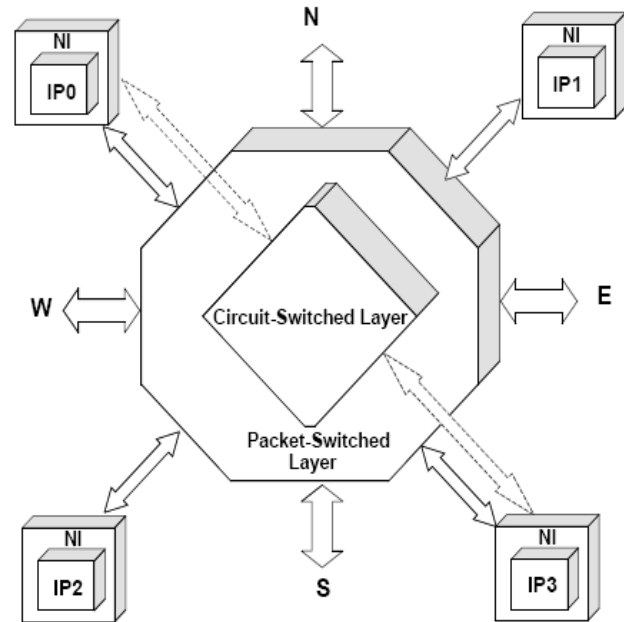 N
NI
IP0
NI
IP1
W
E
Circuit-Switched Layer
Packet-Switched
Layer
NI
IP2
S
NI
IP3